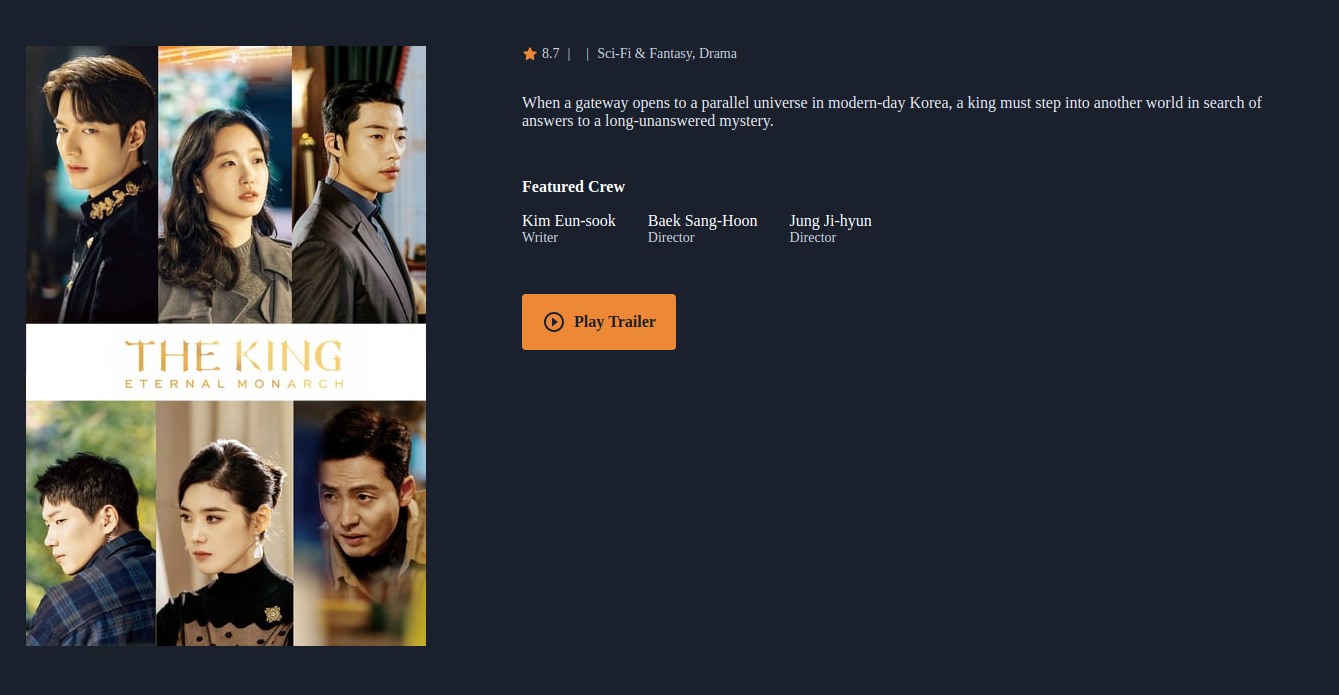 THE KING
ETERNAL MONARCH
8.7 | | Sci-Fi & Fantasy, Drama
When a gateway opens to a parallel universe in modern-day Korea, a king must step into another world in search of
answers to a long-unanswered mystery.
Featured Crew
Kim Eun-sook Baek Sang-Hoon Jung Ji-hyun
Writer Director Director
Play Trailer